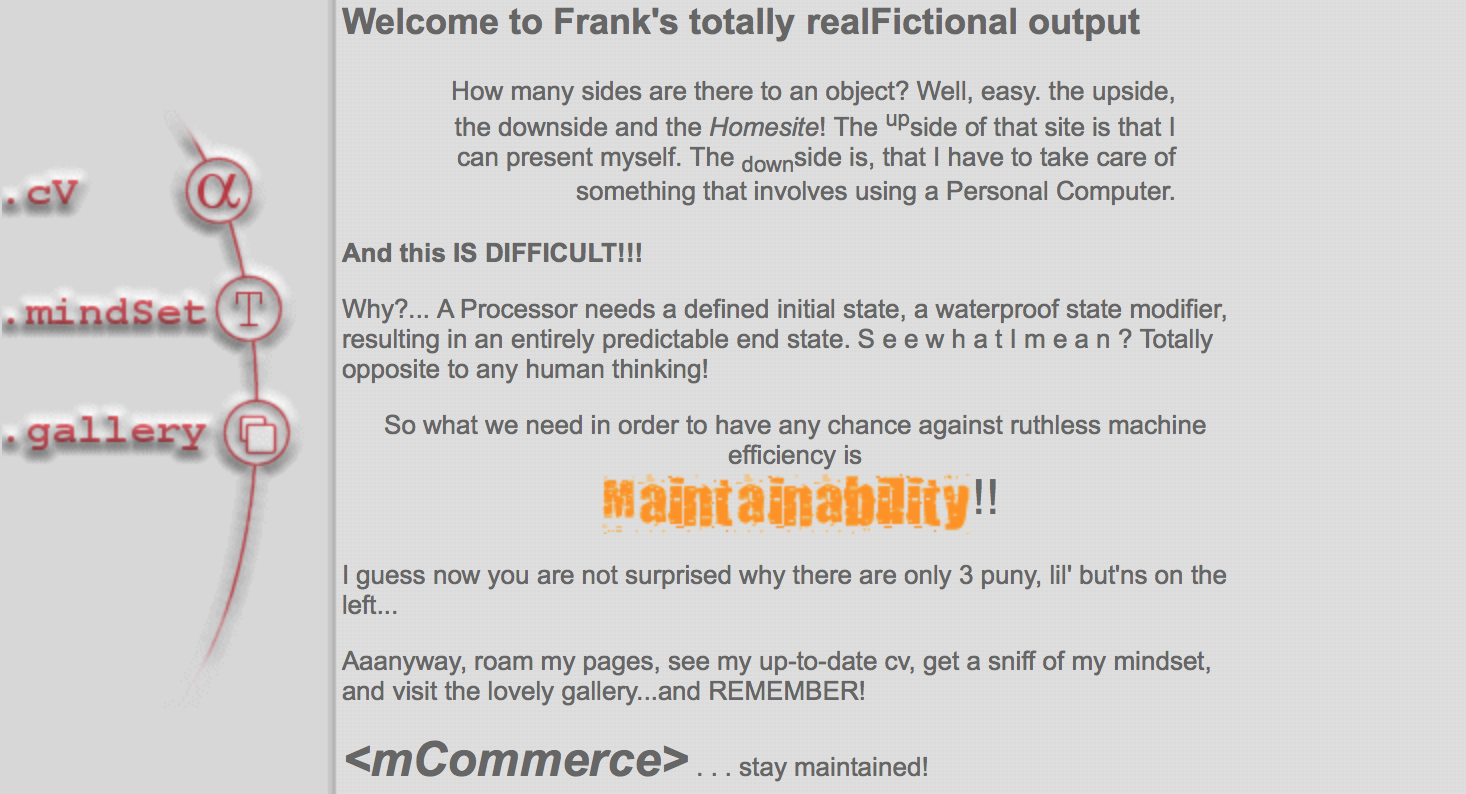 Welcome to Frank's totally realFictional output
How many sides are there to an object? Well, easy. the upside,
the downside and the Homesite! The upside of that site is that I
can present myself. The downside is, that I have to take care of
something that involves using a Personal Computer.
And this IS DIFFICULT!!!
Why?... A Processor needs a defined initial state, a waterproof state modifier,
resulting in an entirely predictable end state. S e e w h a t I m e a n ? Totally
opposite to any human thinking!
So what we need in order to have any chance against ruthless machine
efficiency is
Maintainability!!
I guess now you are not surprised why there are only 3 puny, lil' but'ns on the
left...
Aaanyway, roam my pages, see my up-to-date cv, get a sniff of my mindset,
and visit the lovely gallery...and REMEMBER!
<mCommerce> . . . stay maintained!
.cV α
.mindSet T
.gallery